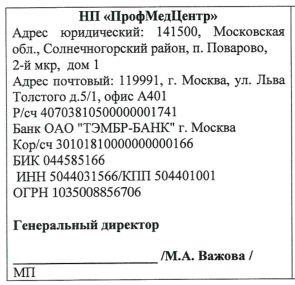 НП «ПрофМедЦентр»
Адрес юридический: 141500, Московская
обл., Солнечногорский район, п. Поварово,
2-й мкр, дом 1
Адрес почтовый: 119991, г. Москва, ул. Льва
Толстого д.5/1, офис А401
Р/сч 40703810500000001741
Банк ОАО "ТЭМБР-БАНК" г. Москва
Кор/сч 30101810000000000166
БИК 044585166
ИНН 5044031566/КПП 504401001
ОГРН 1035008856706
Генеральный директор
____________________ /М.А. Важова /
МП